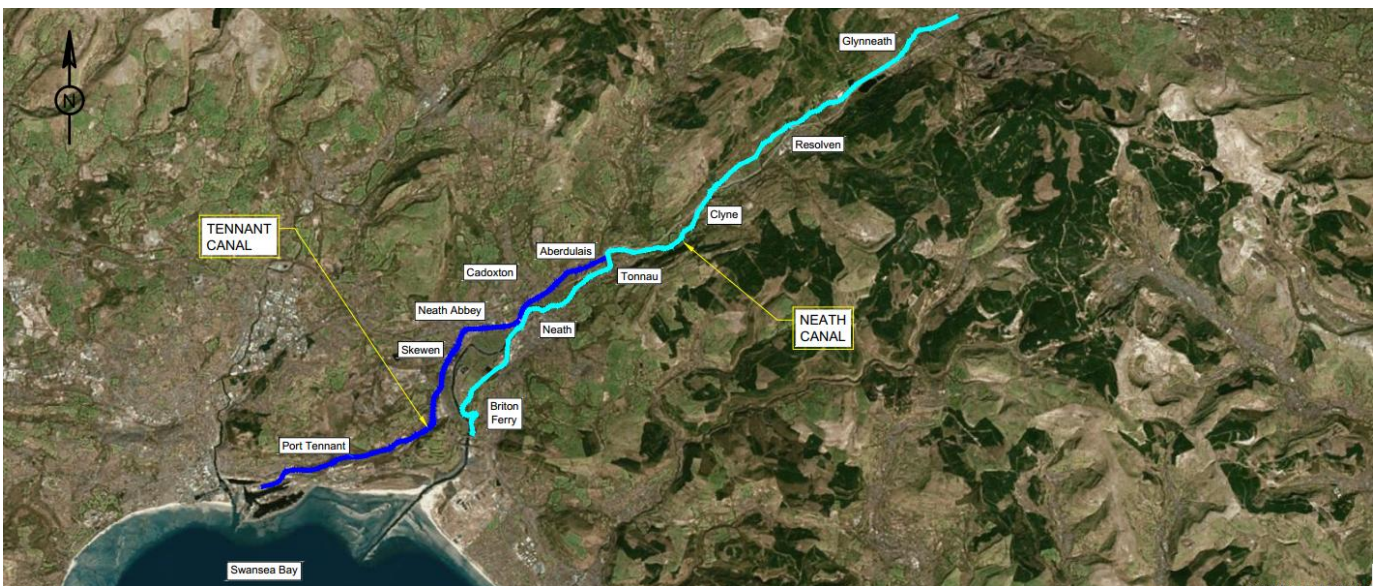 Glynneath
N
Resolven
Clyne
TENNANT
CANAL
Aberdulais
Cadoxton
Tonnau
Neath Abbey
NEATH
CANAL
Neath
Skewen
Briton
Ferry
Port Tennant
Swansea Bay